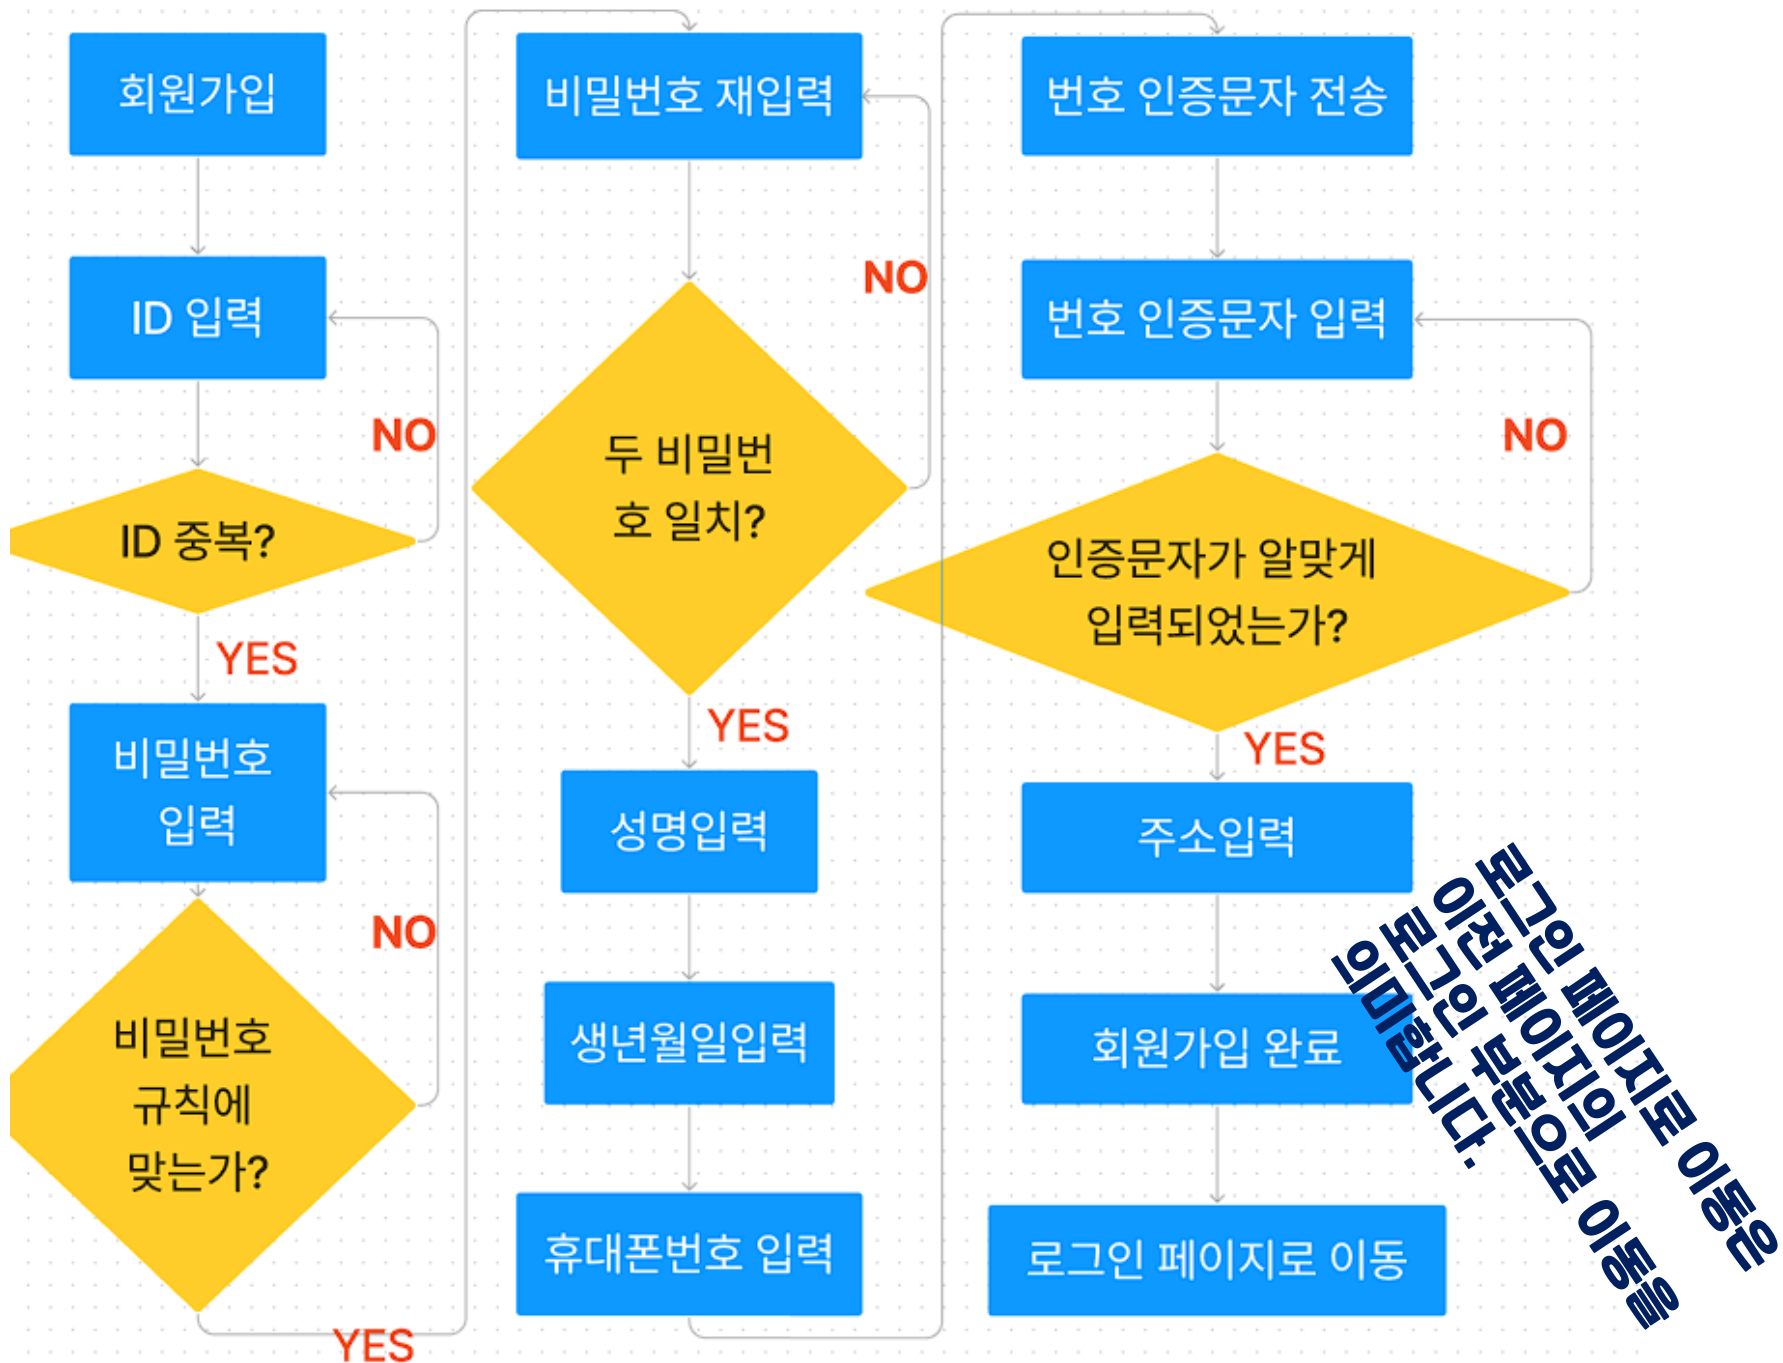 회원가입
ID 입력
NO
ID 중복?
YES
비밀번호
입력
NO
비밀번호
규칙에
맞는가?
YES
비밀번호 재입력
NO
두 비밀번
호 일치?
YES
성명입력
생년월일입력
휴대폰번호 입력
번호 인증문자 전송
번호 인증문자 입력
NO
인증문자가 알맞게
입력되었는가?
YES
주소입력
회원가입 완료
로그인 페이지로 이동
로그인 페이지로 이동은
이전 페이지의
로그인 부분으로 이동을
의미합니다.